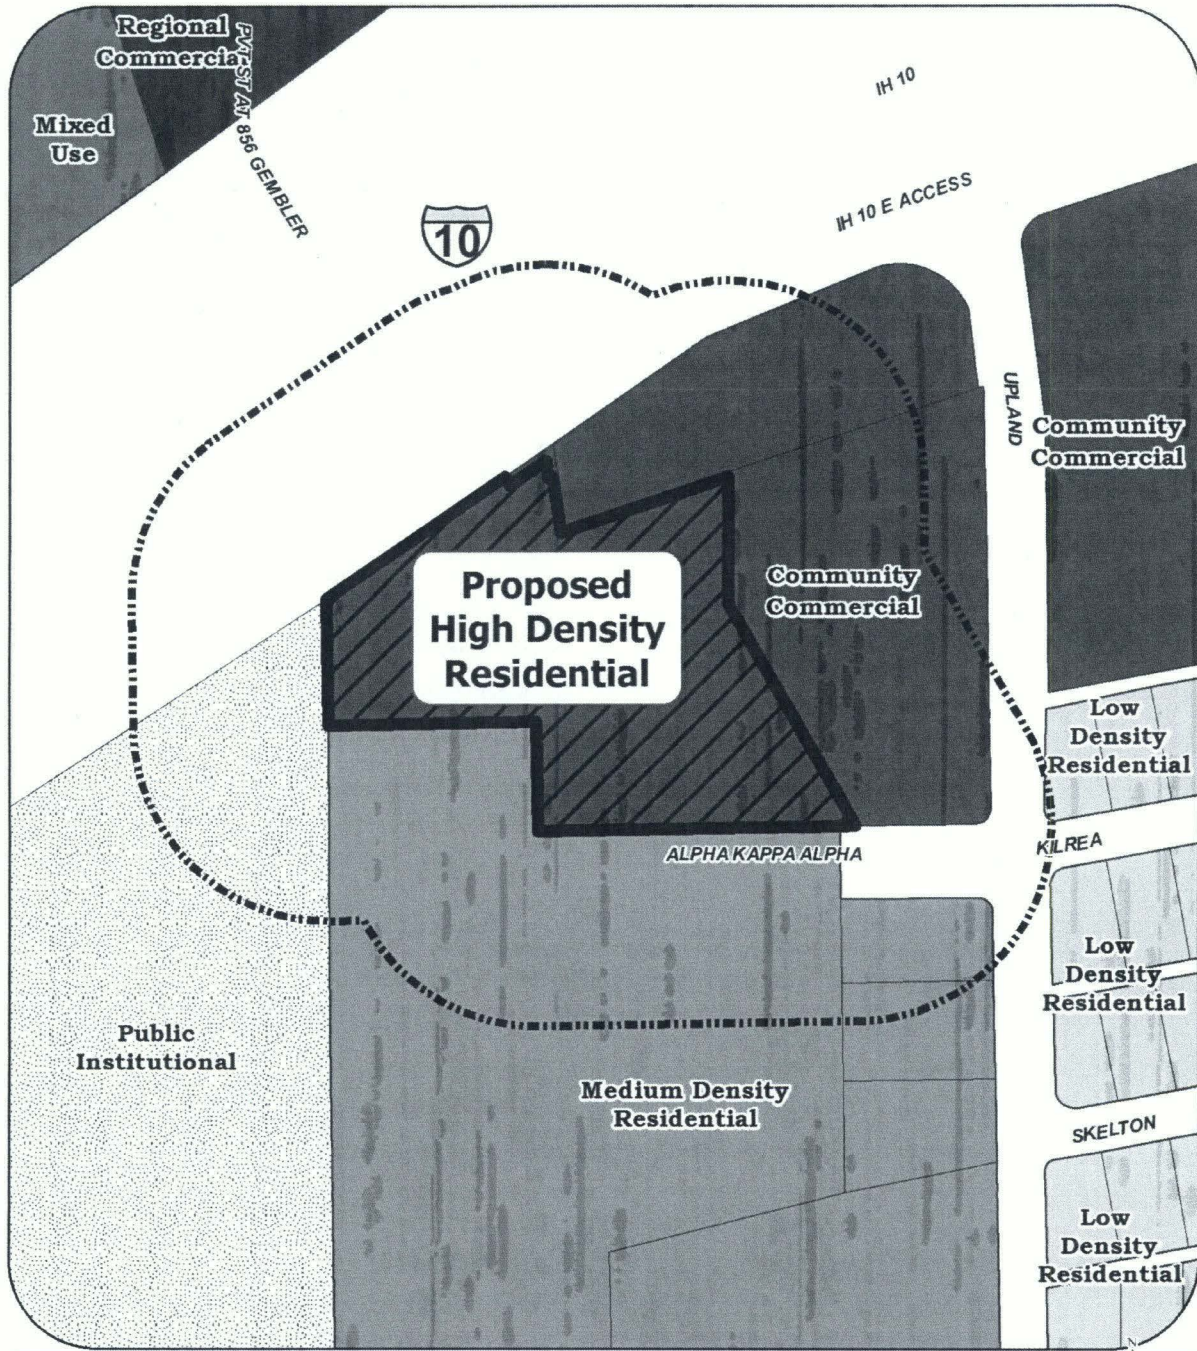 Regional
Commercial
PVT ST AT 856 GEMBLER
Mixed
Use
IH 10
IH 10 E ACCESS
10
UPLAND
Community
Commercial
Proposed
High Density
Residential
Community
Commercial
Low
Density
Residential
ALPHA KAPPA ALPHA
KILREA
Low
Density
Residential
Public
Institutional
Medium Density
Residential
SKELTON
Low
Density
Residential
N